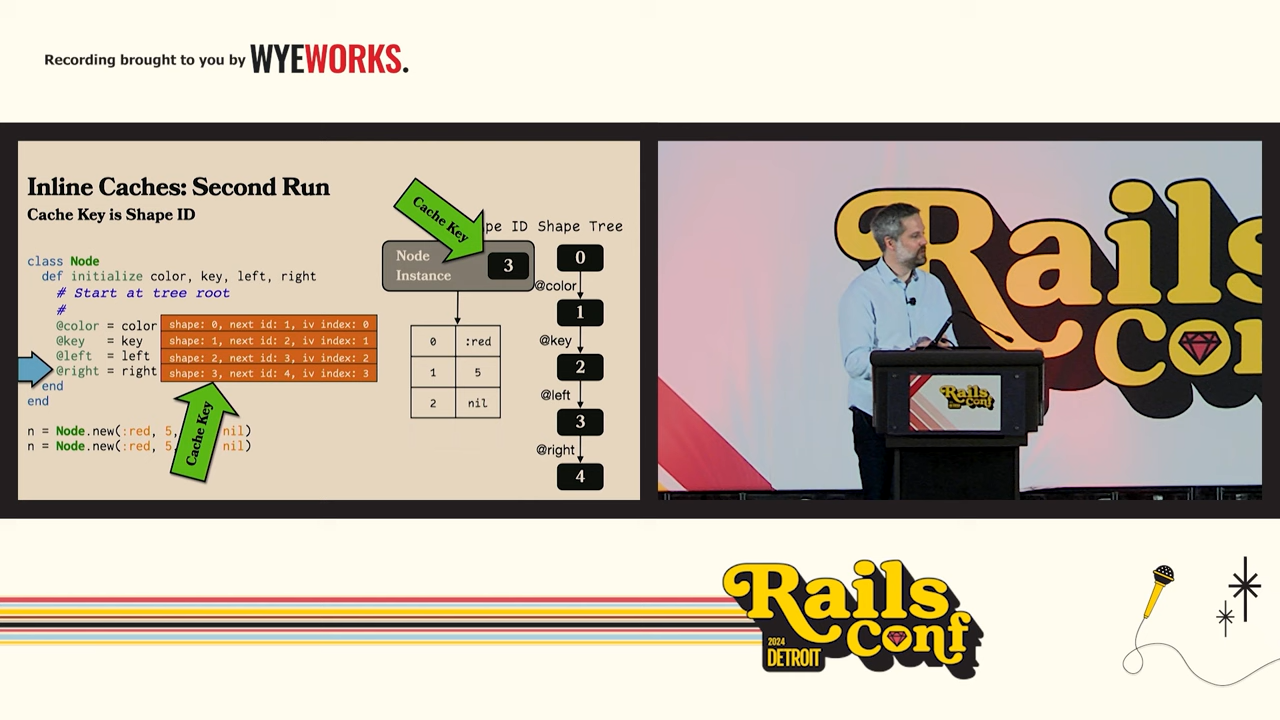 Recording brought to you by WYEWORKS.
Inline Caches: Second Run
Cache Key is Shape ID
class Node
def initialize color, key, left, right
# Start at tree root
#
@color = color shape: 0, next id: 1, iv index: 0
@key = key shape: 1, next id: 2, iv index: 1
@left = left shape: 2, next id: 3, iv index: 2
@right = right shape: 3, next id: 4, iv index: 3
end
end
n = Node.new(:red, 5, nil)
n = Node.new(:red, 5, nil)
Cache Key
Cache Key
pe ID Shape Tree
Node
Instance
3
0 :red
1 5
2 nil
0
@color
1
@key
2
@left
3
@right
4
Rails
Conf
RailsConf
Rails
Conf
2024
DETROIT